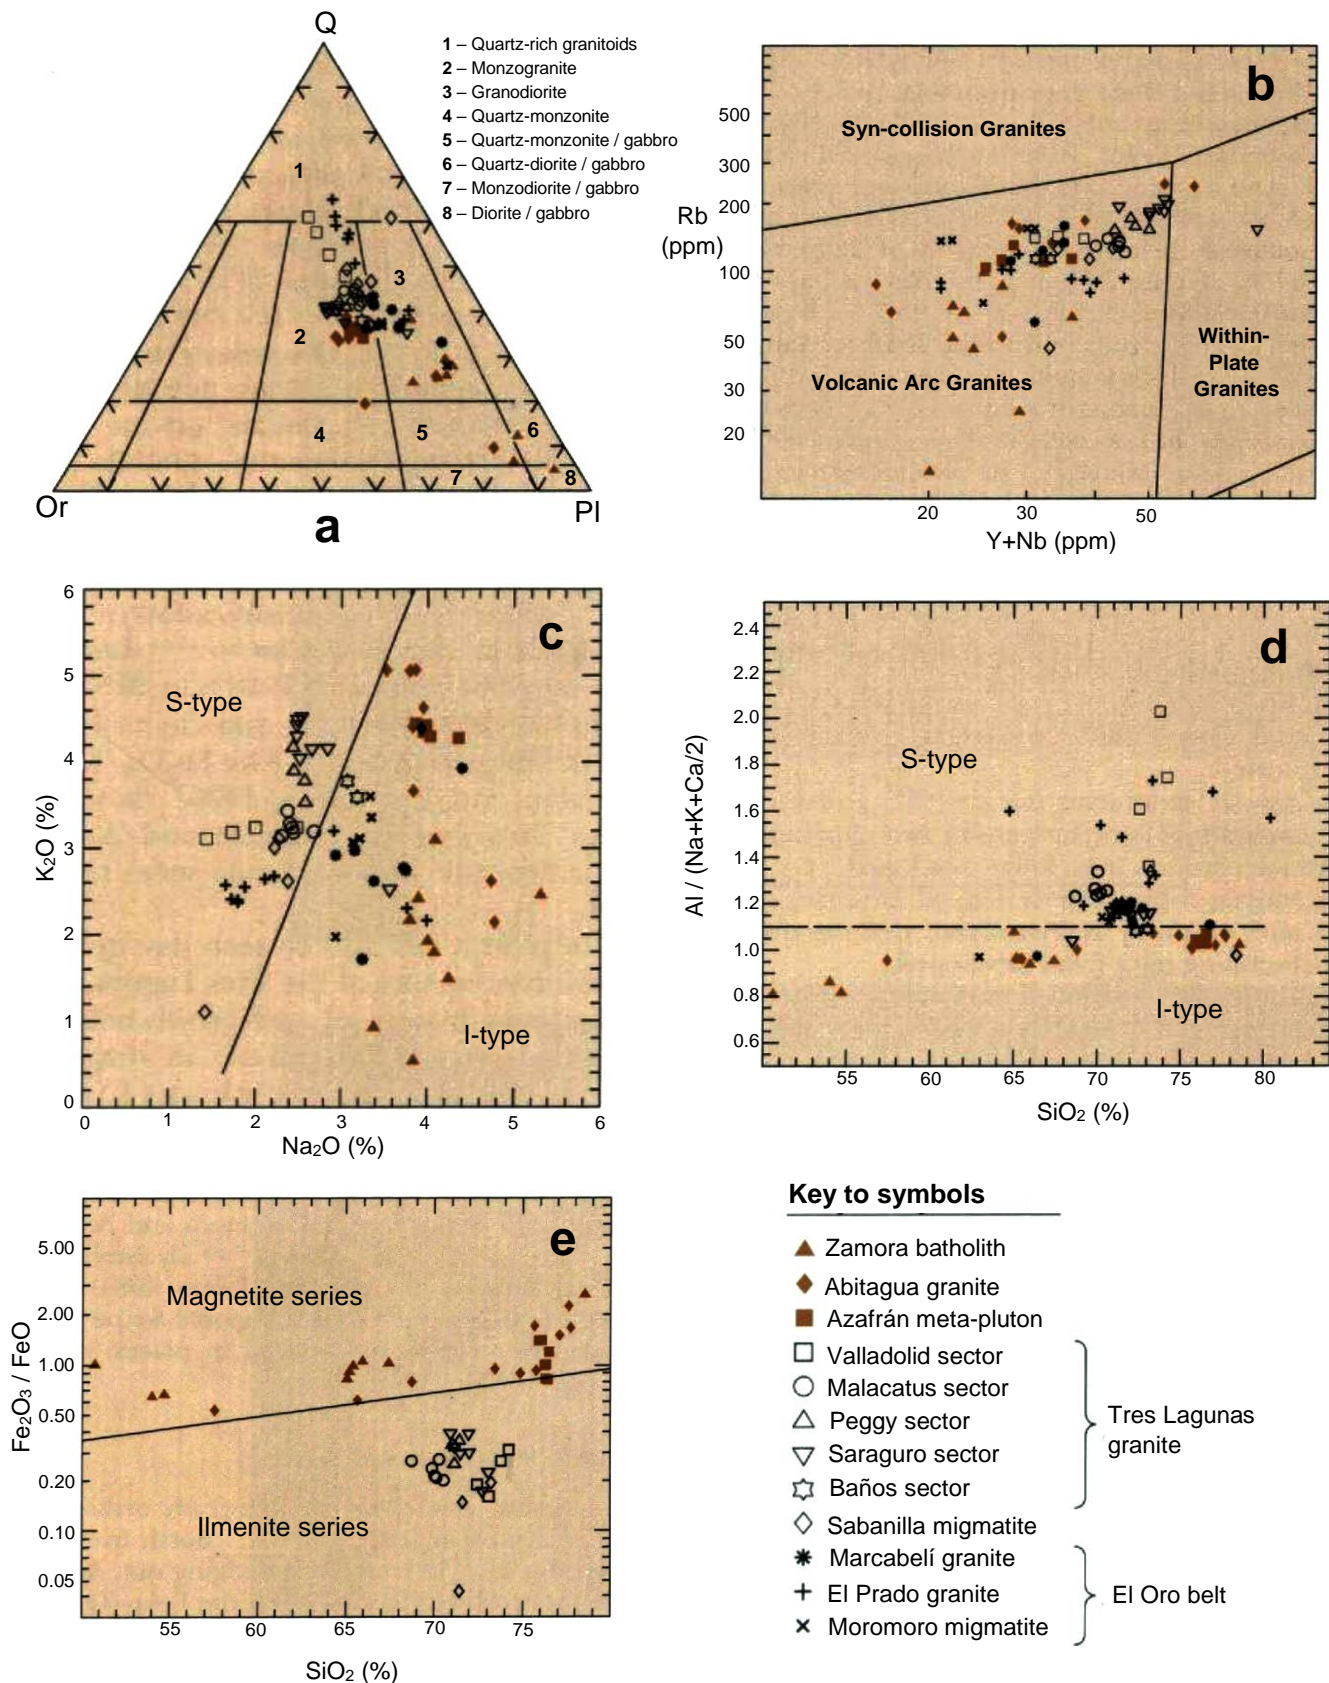 Q
1 – Quartz-rich granitoids
2 – Monzogranite
3 – Granodiorite
4 – Quartz-monzonite
5 – Quartz-monzonite / gabbro
6 – Quartz-diorite / gabbro
7 – Monzodiorite / gabbro
8 – Diorite / gabbro
1
3
2
4
5
6
7
8
Or
Pl
a
b
500
300
200
100
50
30
20
Rb
(ppm)
Syn-collision Granites
Volcanic Arc Granites
Within-
Plate
Granites
20 30 50
Y+Nb (ppm)
c
6
5
4
3
2
1
0
K₂O (%)
S-type
I-type
0 1 2 3 4 5 6
Na₂O (%)
d
2.4
2.2
2.0
1.8
1.6
1.4
1.2
1.0
0.8
0.6
Al / (Na+K+Ca/2)
S-type
I-type
55 60 65 70 75 80
SiO₂ (%)
e
5.00
2.00
1.00
0.50
0.20
0.10
0.05
Fe₂O₃ / FeO
Magnetite series
Ilmenite series
55 60 65 70 75
SiO₂ (%)
Key to symbols
Zamora batholith
Abitagua granite
Azafrán meta-pluton
Valladolid sector
Malacatus sector
Peggy sector
Saraguro sector
Baños sector
Tres Lagunas
granite
Sabanilla migmatite
Marcabelí granite
El Prado granite
Moromoro migmatite
El Oro belt